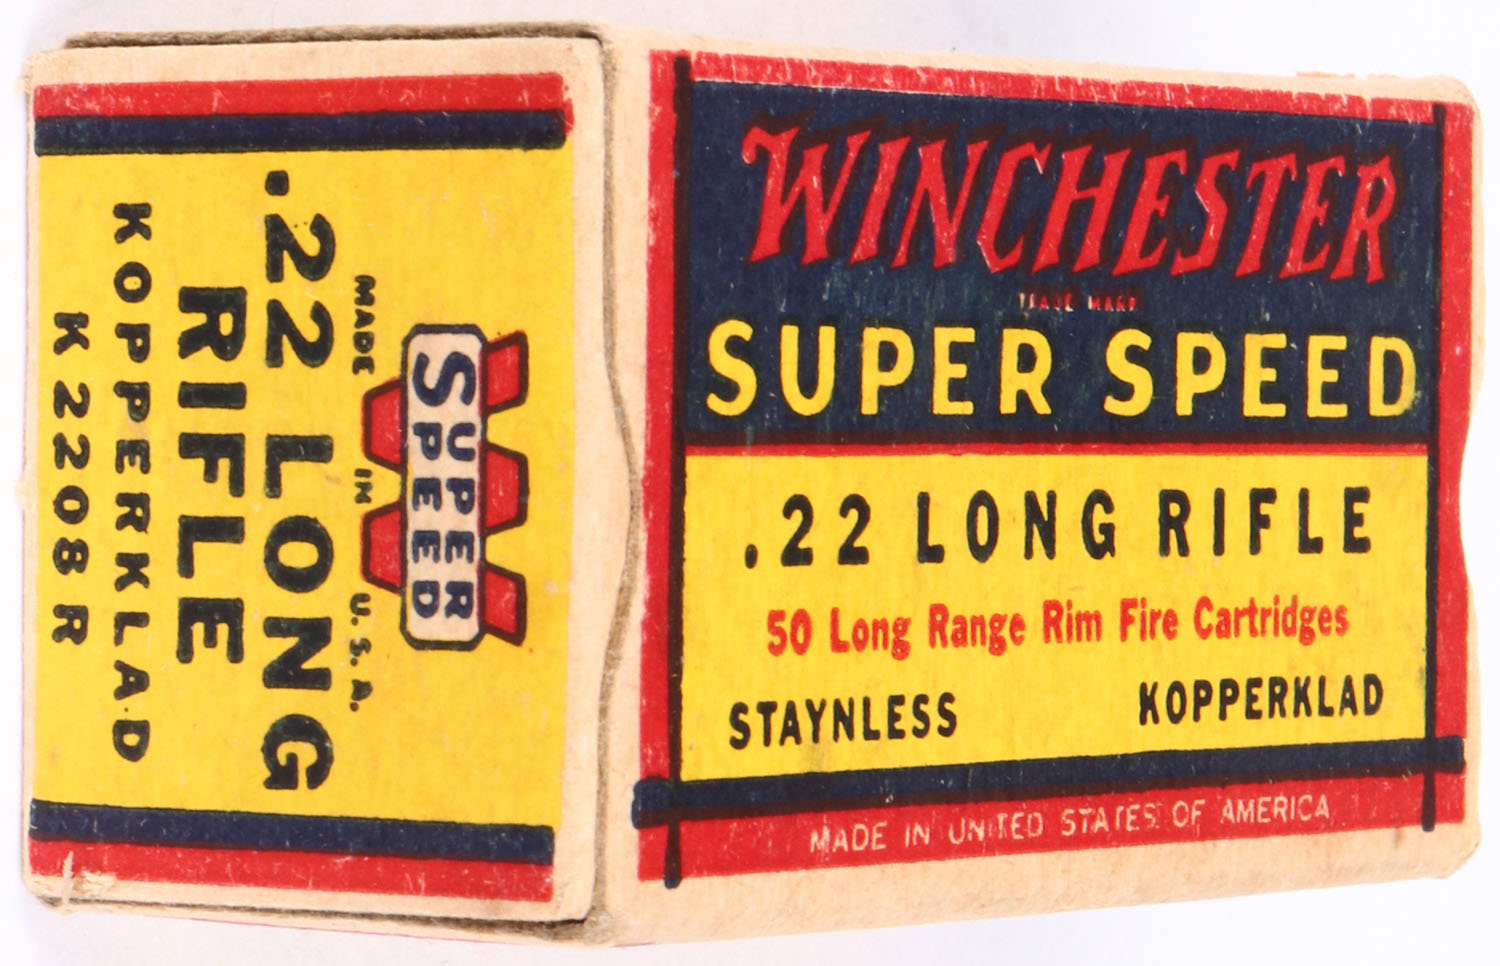 WINCHESTER
TRADE MARK
SUPER SPEED
.22 LONG RIFLE
50 Long Range Rim Fire Cartridges
STAYNLESS KOPPERKLAD
MADE IN UNITED STATES OF AMERICA
SUPER
SPEED
MADE IN U.S.A.
.22 LONG
RIFLE
KOPPERKLAD
K2208R